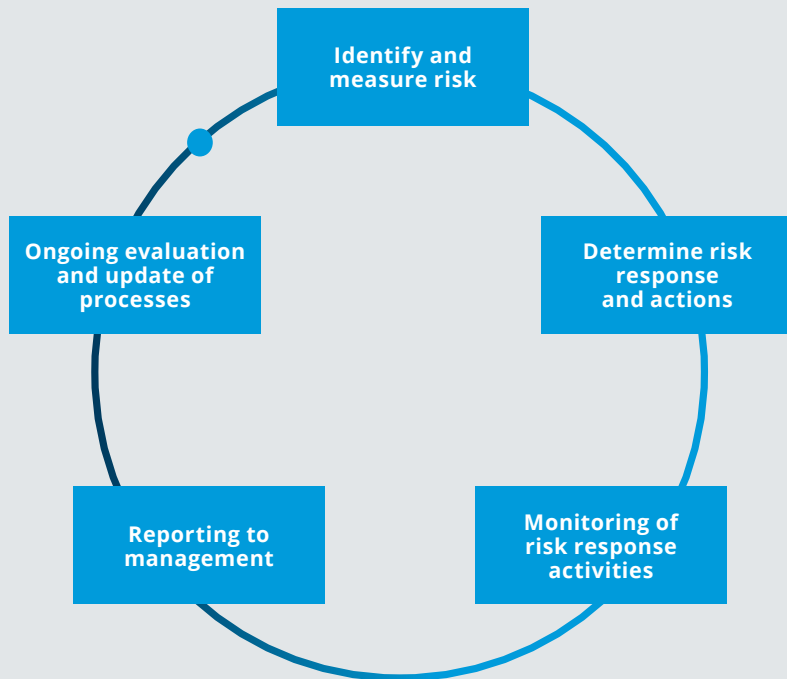 Identify and
measure risk
Determine risk
response
and actions
Monitoring of
risk response
activities
Reporting to
management
Ongoing evaluation
and update of
processes